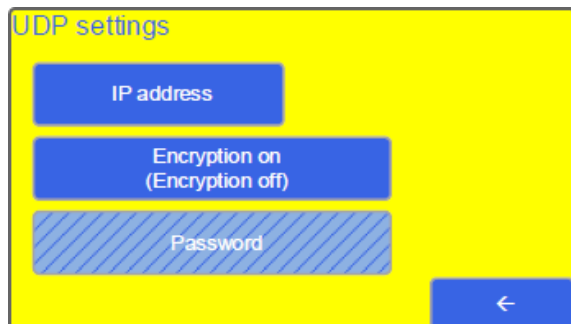 UDP settings
IP address
Encryption on
(Encryption off)
Password
←